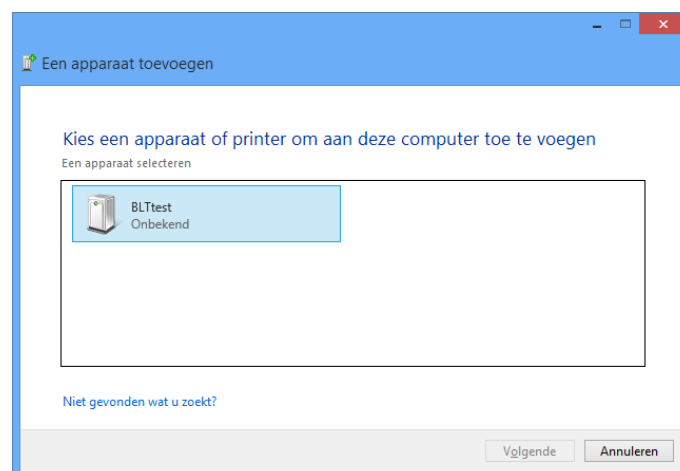 Een apparaat toevoegen
Kies een apparaat of printer om aan deze computer toe te voegen
Een apparaat selecteren
BLTtest
Onbekend
Niet gevonden wat u zoekt?
Volgende
Annuleren